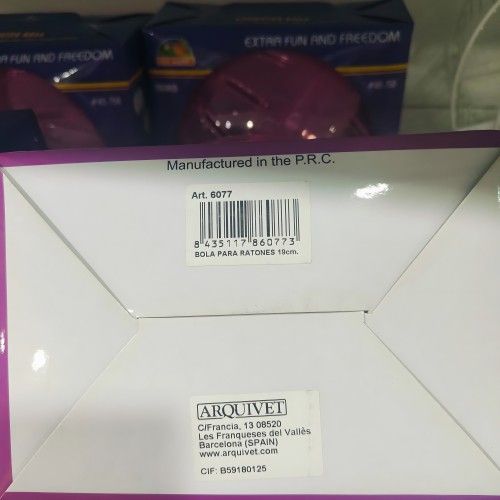 EXTRA FUN AND FREEDOM
EXTRA FUN AND FREEDOM
Manufactured in the P.R.C.
Art. 6077
8 435117 860773
BOLA PARA RATONES 19cm.
ARQUIVET
C/Francia, 13 08520
Les Franqueses del Vallès
Barcelona (SPAIN)
www.arquivet.com
CIF: B59180125